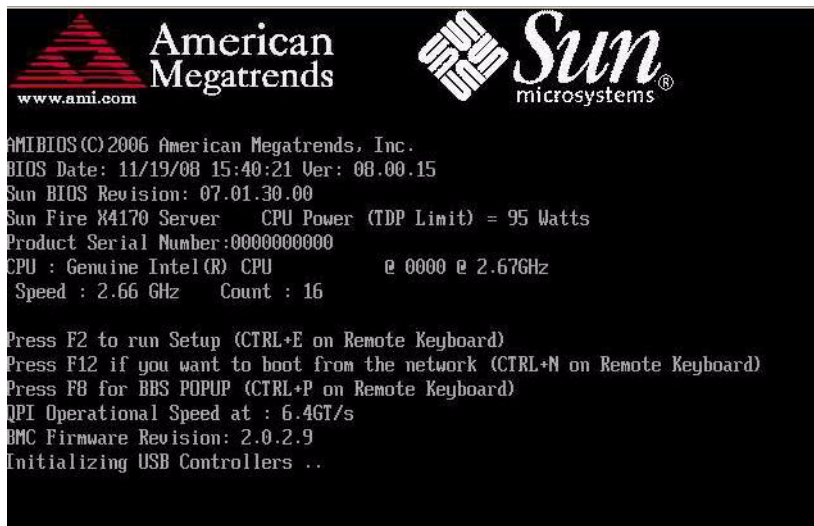 American
Megatrends
www.ami.com
Sun
microsystems®
AMIBIOS(C)2006 American Megatrends, Inc.
BIOS Date: 11/19/08 15:40:21 Ver: 08.00.15
Sun BIOS Revision: 07.01.30.00
Sun Fire X4170 Server    CPU Power (TDP Limit) = 95 Watts
Product Serial Number:0000000000
CPU : Genuine Intel(R) CPU             @ 0000 @ 2.67GHz
 Speed : 2.66 GHz    Count : 16
Press F2 to run Setup (CTRL+E on Remote Keyboard)
Press F12 if you want to boot from the network (CTRL+N on Remote Keyboard)
Press F8 for BBS POPUP (CTRL+P on Remote Keyboard)
QPI Operational Speed at : 6.4GT/s
BMC Firmware Revision: 2.0.2.9
Initializing USB Controllers ..